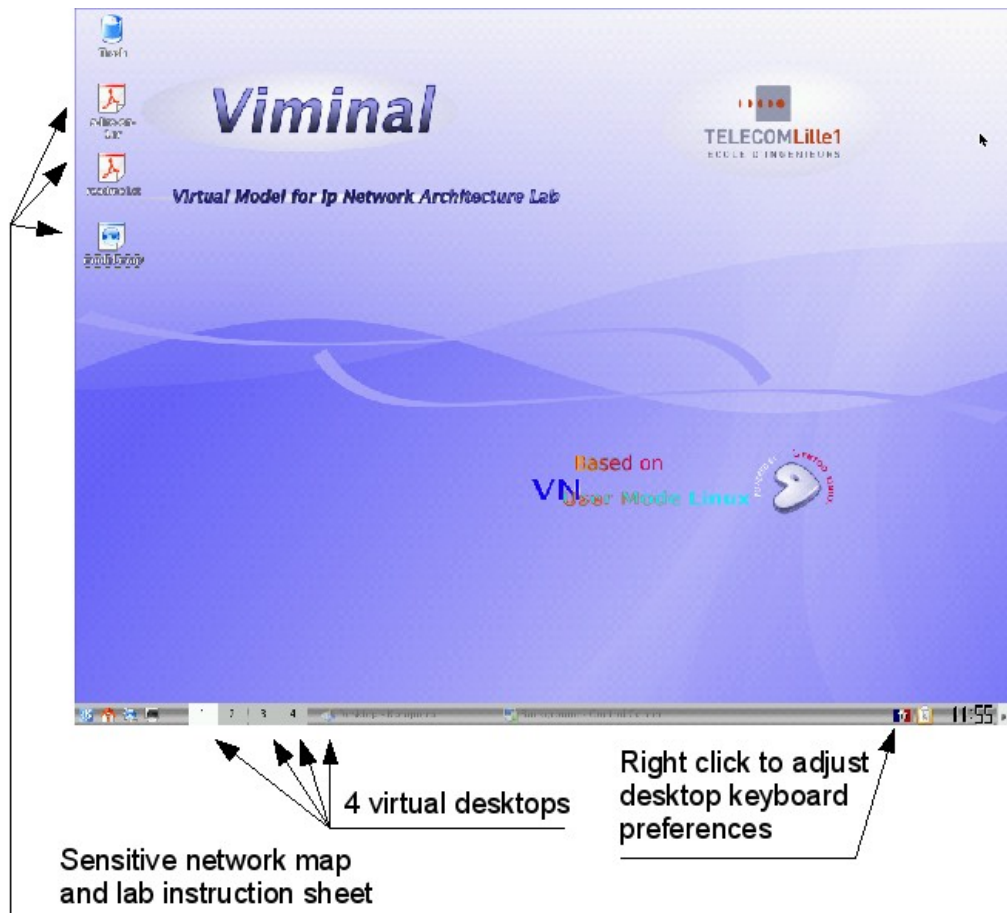 Viminal
TELECOMLille1
ECOLE D'INGENIEURS
Virtual Model for Ip Network Architecture Lab
Based on
VN User Mode Linux
1 2 3 4
11:55
4 virtual desktops
Right click to adjust
desktop keyboard
preferences
Sensitive network map
and lab instruction sheet